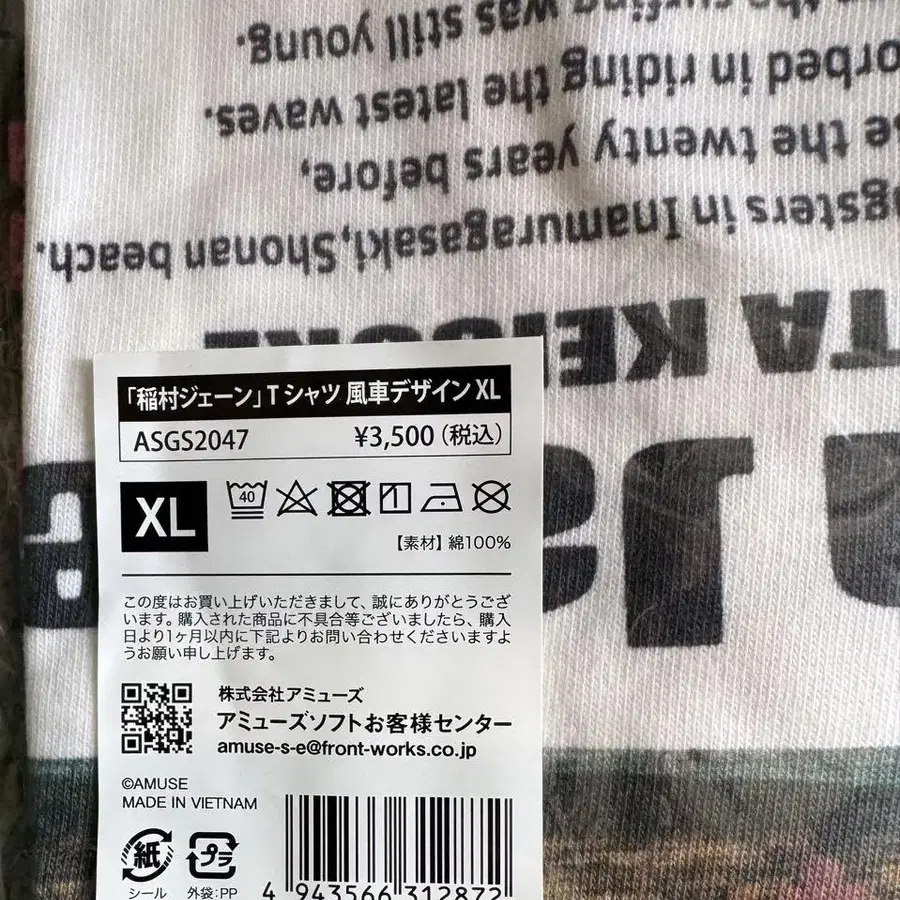 was still young.
in riding the latest waves.
the twenty years before,
in Inamuragasaki,Shonan beach.
「稲村ジェーン」Tシャツ 風車デザイン XL
ASGS2047 ¥3,500(税込)
XL
40
【素材】綿100%
この度はお買い上げいただきまして、誠にありがとうござ
います。購入された商品に不具合等ございましたら、購入
日より1ヶ月以内に下記よりお問い合わせくださいますよ
うお願い申し上げます。
株式会社アミューズ
アミューズソフトお客様センター
amuse-s-e@front-works.co.jp
©AMUSE
MADE IN VIETNAM
紙
プラ
シール
外袋:PP
4 943566 312872